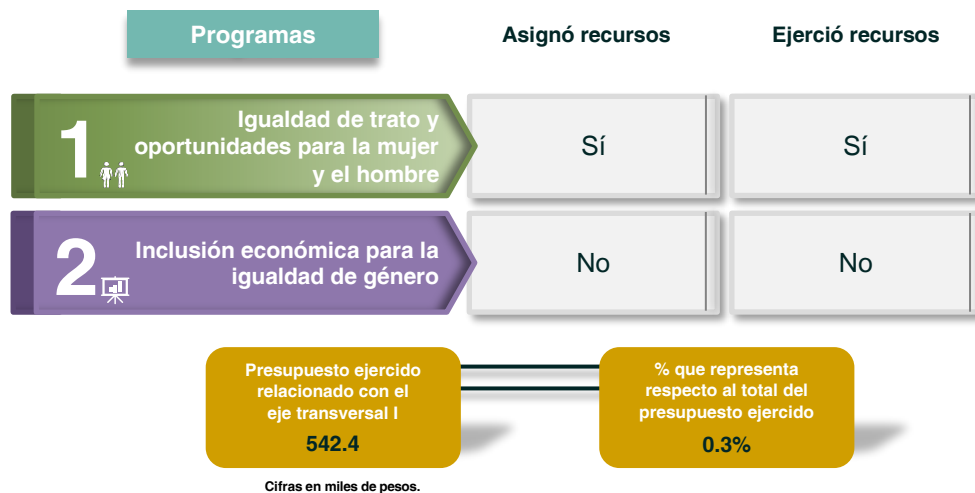 Programas
Asignó recursos
Ejerció recursos
1
Igualdad de trato y
oportunidades para la mujer
y el hombre
Sí
Sí
2
Inclusión económica para la
igualdad de género
No
No
Presupuesto ejercido
relacionado con el
eje transversal I
542.4
% que representa
respecto al total del
presupuesto ejercido
0.3%
Cifras en miles de pesos.